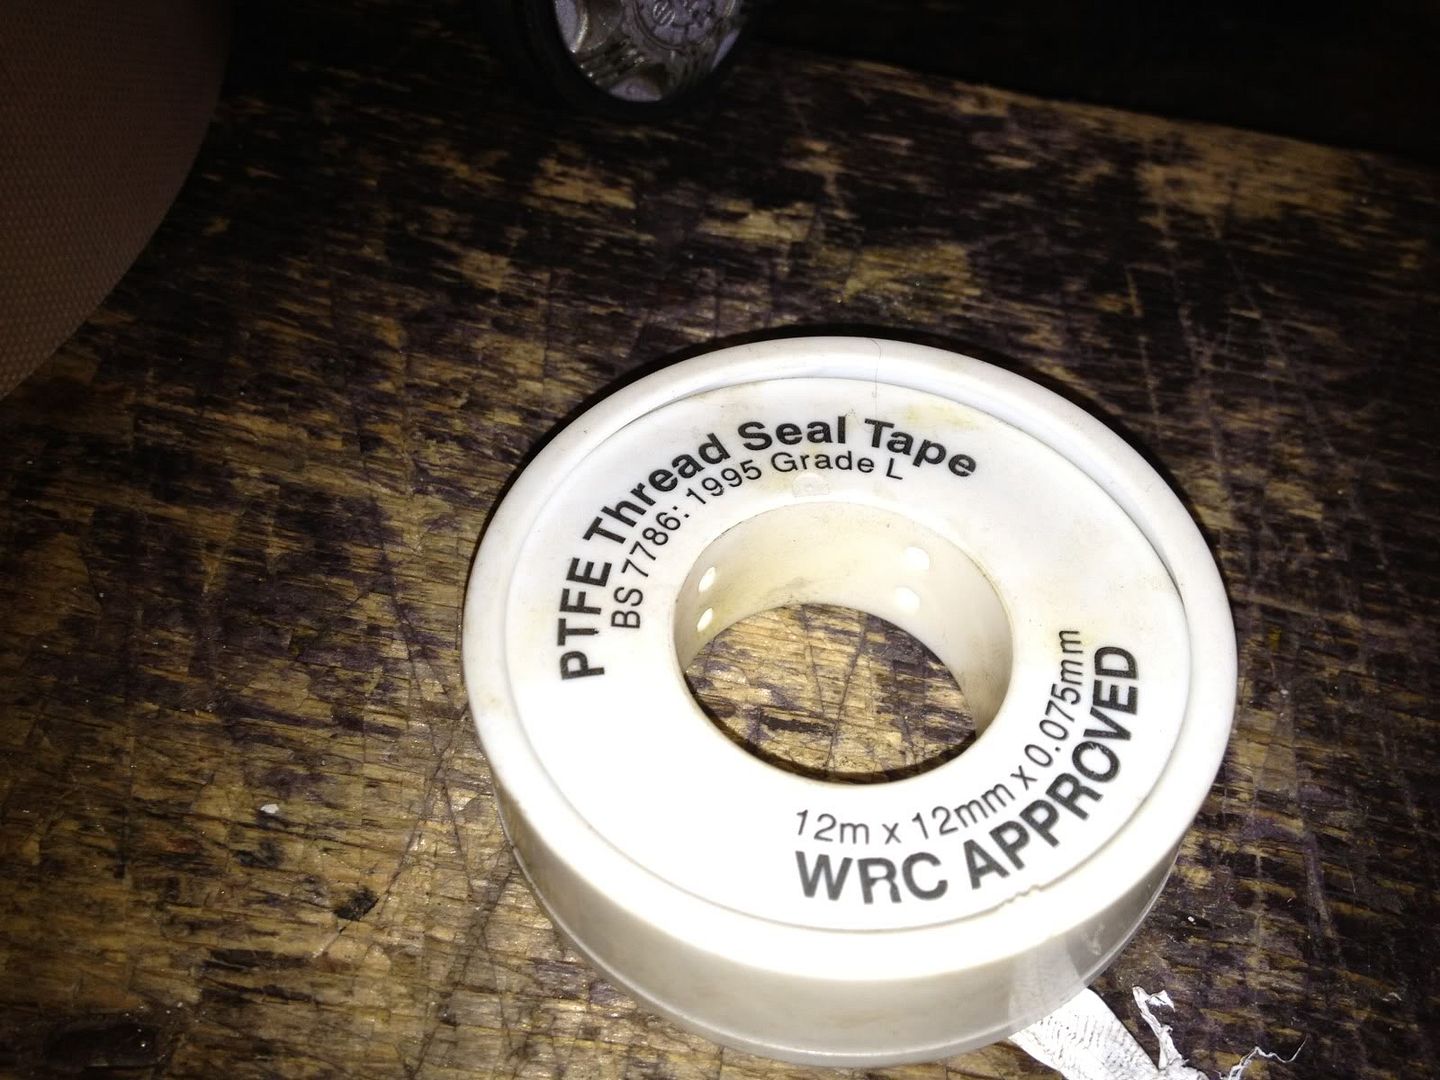 PTFE Thread Seal Tape
BS 7786: 1995 Grade L
12m x 12mm x 0.075mm
WRC APPROVED